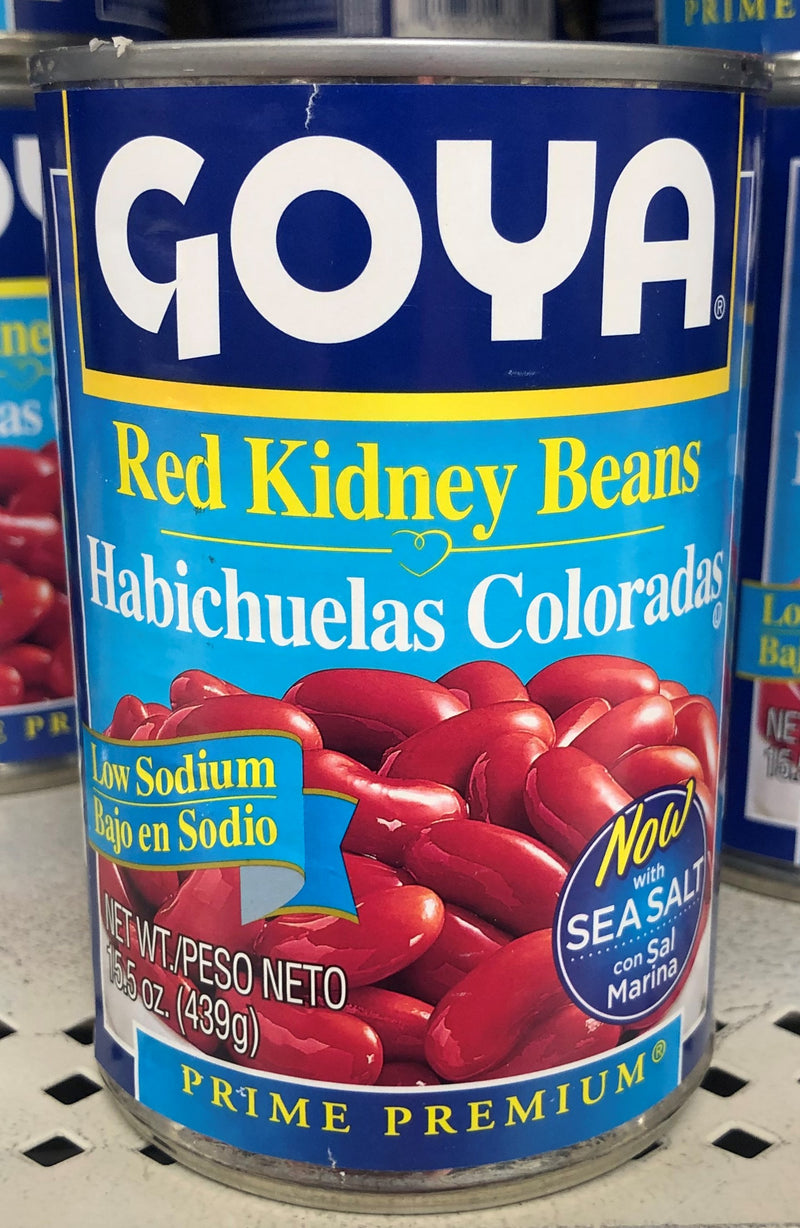 PRIME
GOYA®
Red Kidney Beans
Habichuelas Coloradas®
Low Sodium
Bajo en Sodio
NET WT./PESO NETO
15.5 oz. (439g)
Now
with
SEA SALT
con Sal
Marina
PRIME PREMIUM®